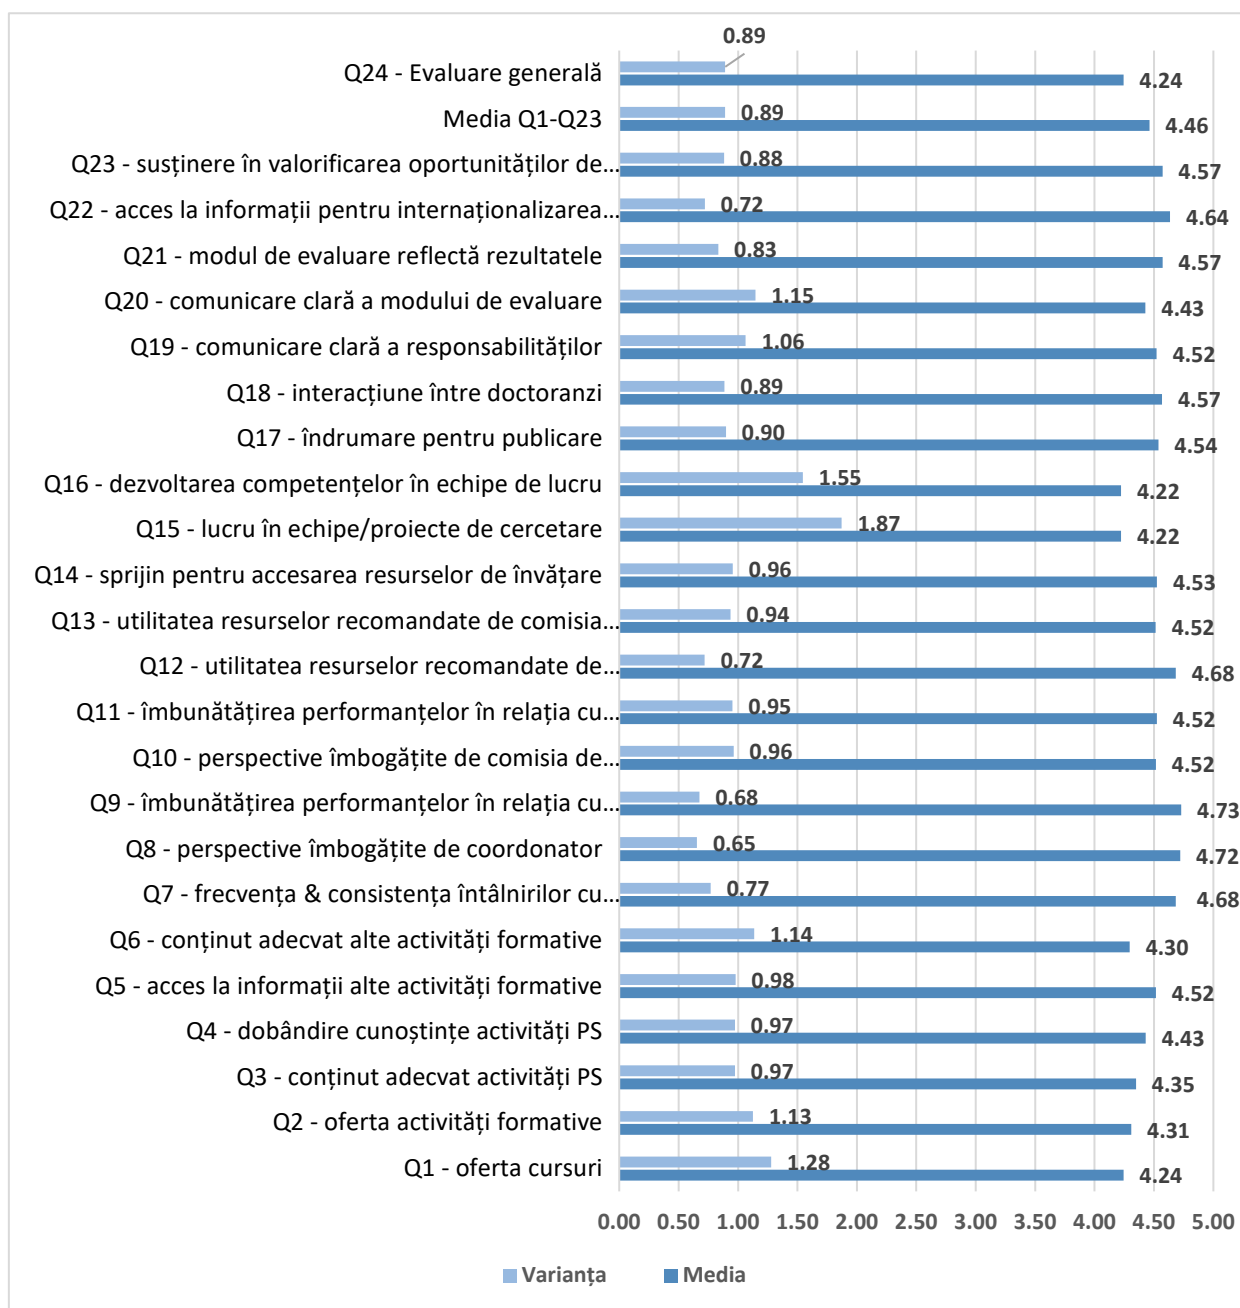 0.89
Q24 - Evaluare generală 4.24
Media Q1-Q23 0.89 4.46
Q23 - susținere în valorificarea oportunităților de... 0.88 4.57
Q22 - acces la informații pentru internaționalizarea... 0.72 4.64
Q21 - modul de evaluare reflectă rezultatele 0.83 4.57
Q20 - comunicare clară a modului de evaluare 1.15 4.43
Q19 - comunicare clară a responsabilităților 1.06 4.52
Q18 - interacțiune între doctoranzi 0.89 4.57
Q17 - îndrumare pentru publicare 0.90 4.54
Q16 - dezvoltarea competențelor în echipe de lucru 1.55 4.22
Q15 - lucru în echipe/proiecte de cercetare 1.87 4.22
Q14 - sprijin pentru accesarea resurselor de învățare 0.96 4.53
Q13 - utilitatea resurselor recomandate de comisia... 0.94 4.52
Q12 - utilitatea resurselor recomandate de... 0.72 4.68
Q11 - îmbunătățirea performanțelor în relația cu... 0.95 4.52
Q10 - perspective îmbogățite de comisia de... 0.96 4.52
Q9 - îmbunătățirea performanțelor în relația cu... 0.68 4.73
Q8 - perspective îmbogățite de coordonator 0.65 4.72
Q7 - frecvența & consistența întâlnirilor cu... 0.77 4.68
Q6 - conținut adecvat alte activități formative 1.14 4.30
Q5 - acces la informații alte activități formative 0.98 4.52
Q4 - dobândire cunoștințe activități PS 0.97 4.43
Q3 - conținut adecvat activități PS 0.97 4.35
Q2 - oferta activități formative 1.13 4.31
Q1 - oferta cursuri 1.28 4.24
0.00 0.50 1.00 1.50 2.00 2.50 3.00 3.50 4.00 4.50 5.00
Varianța Media